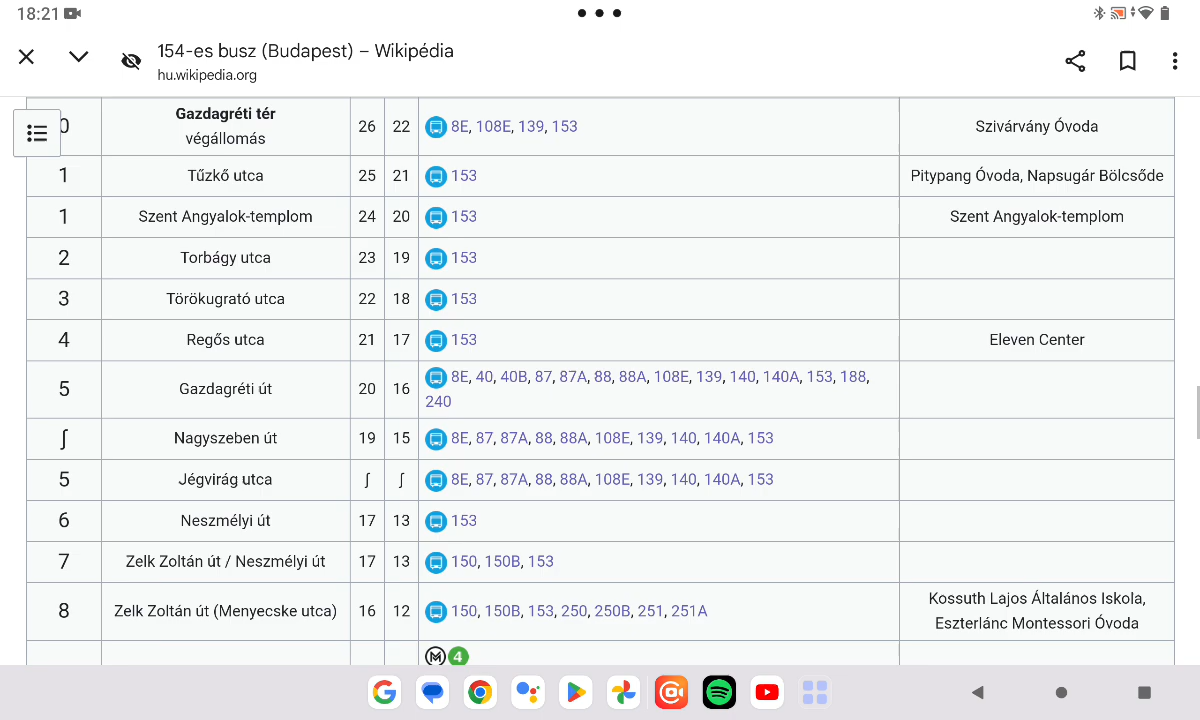 18:21
154-es busz (Budapest) – Wikipédia
hu.wikipedia.org
0 Gazdagréti tér végállomás 26 22 8E, 108E, 139, 153 Szivárvány Óvoda
1 Tűzkő utca 25 21 153 Pitypang Óvoda, Napsugár Bölcsőde
1 Szent Angyalok-templom 24 20 153 Szent Angyalok-templom
2 Torbágy utca 23 19 153
3 Törökugrató utca 22 18 153
4 Regős utca 21 17 153 Eleven Center
5 Gazdagréti út 20 16 8E, 40, 40B, 87, 87A, 88, 88A, 108E, 139, 140, 140A, 153, 188,
240
∫ Nagyszeben út 19 15 8E, 87, 87A, 88, 88A, 108E, 139, 140, 140A, 153
5 Jégvirág utca ∫ ∫ 8E, 87, 87A, 88, 88A, 108E, 139, 140, 140A, 153
6 Neszmélyi út 17 13 153
7 Zelk Zoltán út / Neszmélyi út 17 13 150, 150B, 153
8 Zelk Zoltán út (Menyecske utca) 16 12 150, 150B, 153, 250, 250B, 251, 251A Kossuth Lajos Általános Iskola,
Eszterlánc Montessori Óvoda
M 4